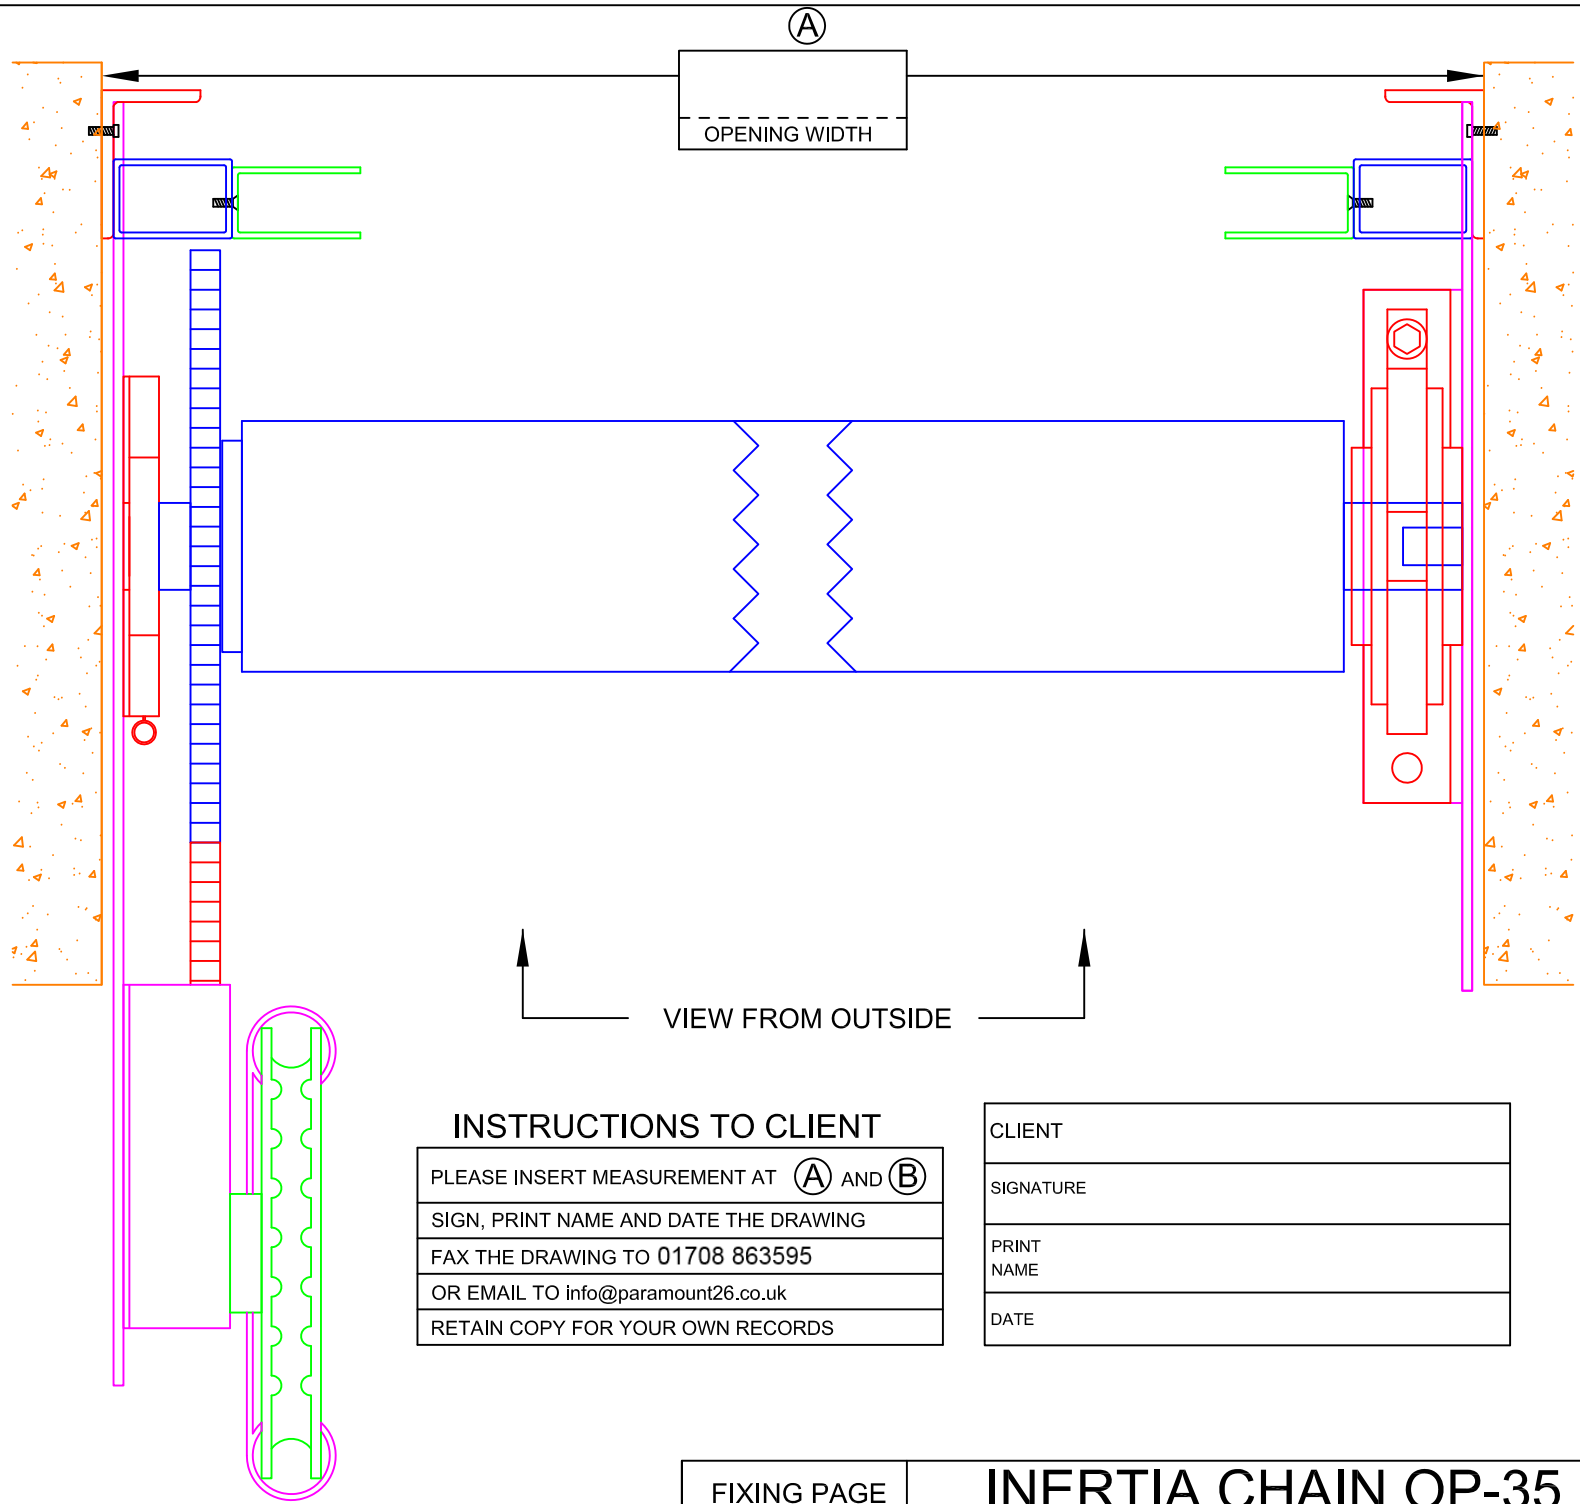 A
OPENING WIDTH
VIEW FROM OUTSIDE
INSTRUCTIONS TO CLIENT
PLEASE INSERT MEASUREMENT AT A AND B
SIGN, PRINT NAME AND DATE THE DRAWING
FAX THE DRAWING TO 01708 863595
OR EMAIL TO info@paramount26.co.uk
RETAIN COPY FOR YOUR OWN RECORDS
CLIENT
SIGNATURE
PRINT
NAME
DATE
FIXING PAGE
INERTIA CHAIN OP-35